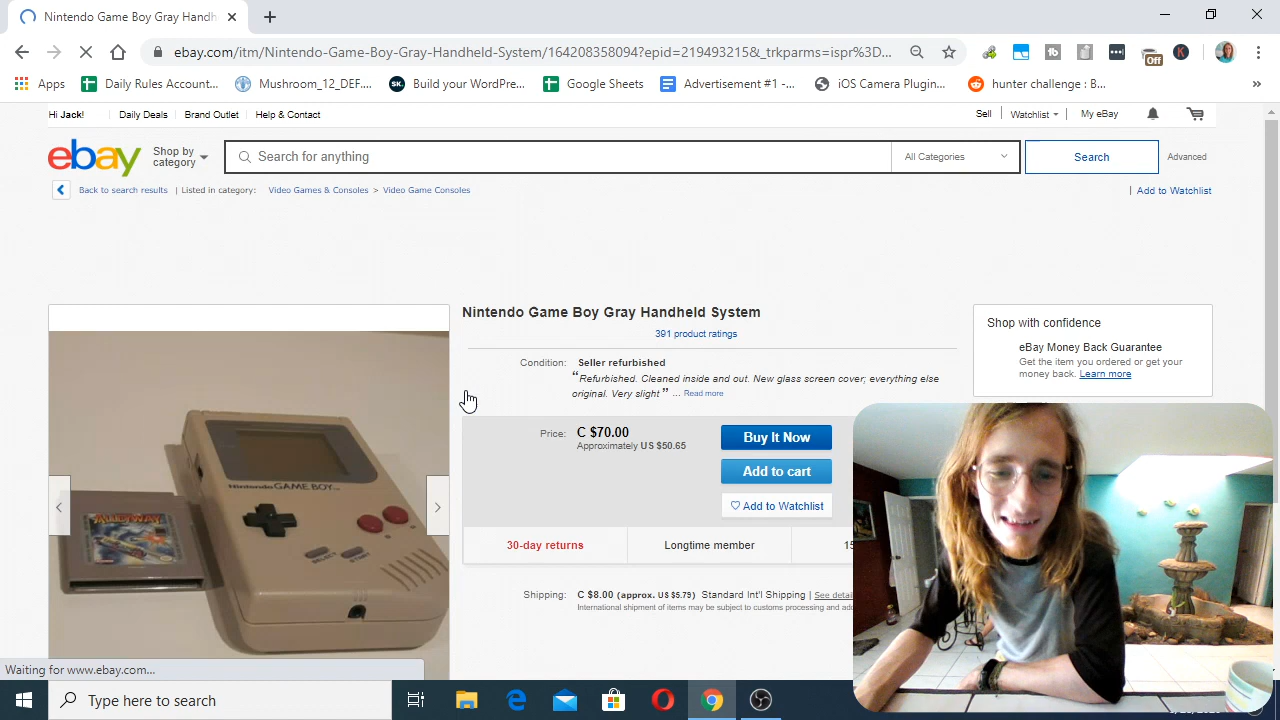 Nintendo Game Boy Gray Handh
ebay.com/itm/Nintendo-Game-Boy-Gray-Handheld-System/164208358094?epid=219493215&_trkparms=ispr%3D...
Off
Apps Daily Rules Account... Mushroom_12_DEF.... Build your WordPre... Google Sheets Advertisement #1 -... iOS Camera Plugin... hunter challenge : B... »
Hi Jack! Daily Deals Brand Outlet Help & Contact Sell Watchlist My eBay
ebay Shop by category Search for anything All Categories Search Advanced
Back to search results | Listed in category: Video Games & Consoles > Video Game Consoles | Add to Watchlist
Nintendo Game Boy Gray Handheld System
391 product ratings
Condition: Seller refurbished
“Refurbished. Cleaned inside and out. New glass screen cover; everything else
original. Very slight” ... Read more
Price: C $70.00
Approximately US $50.65
Buy It Now
Add to cart
Add to Watchlist
30-day returns Longtime member 15
Shipping: C $8.00 (approx. US $5.79) Standard Int'l Shipping | See detai
International shipment of items may be subject to customs processing and add
Shop with confidence
eBay Money Back Guarantee
Get the item you ordered or get your
money back. Learn more
Nintendo GAME BOY
Waiting for www.ebay.com...
Type here to search